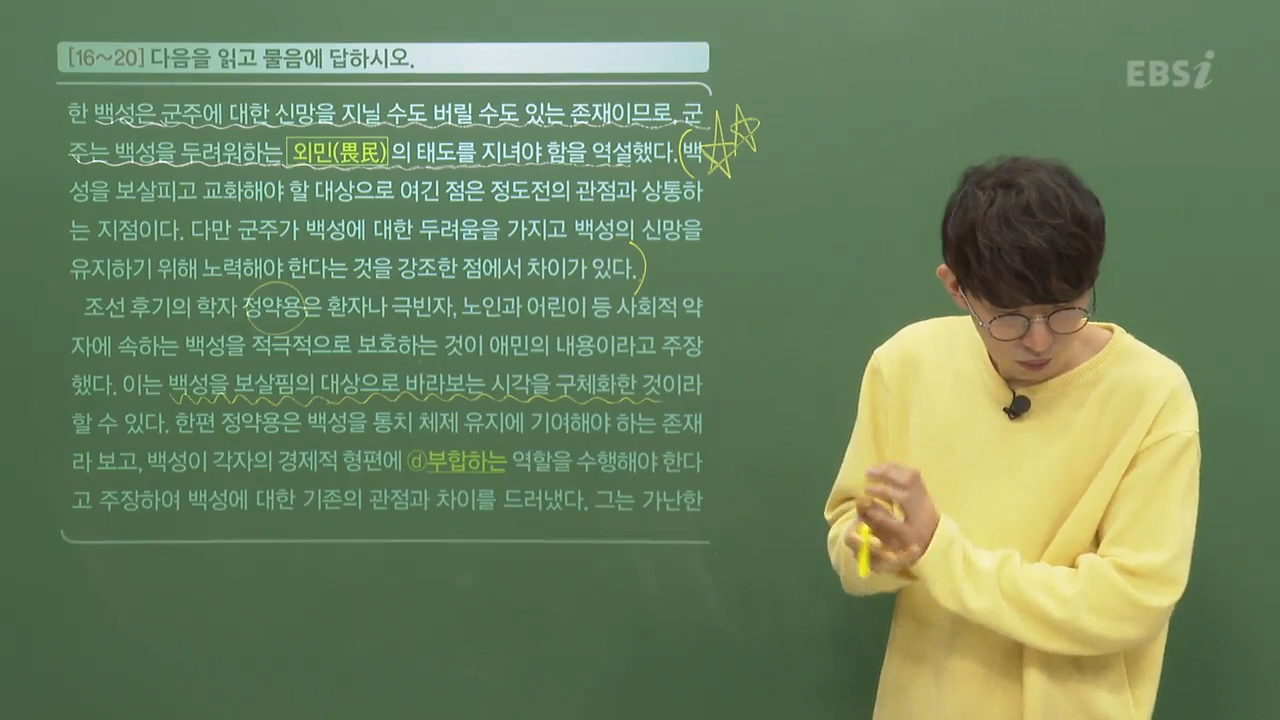 [16~20] 다음을 읽고 물음에 답하시오.
EBSi
한 백성은 군주에 대한 신망을 지닐 수도 버릴 수도 있는 존재이므로, 군
주는 백성을 두려워하는 외민(畏民)의 태도를 지녀야 함을 역설했다. 백
성을 보살피고 교화해야 할 대상으로 여긴 점은 정도전의 관점과 상통하
는 지점이다. 다만 군주가 백성에 대한 두려움을 가지고 백성의 신망을
유지하기 위해 노력해야 한다는 것을 강조한 점에서 차이가 있다.
조선 후기의 학자 정약용은 환자나 극빈자, 노인과 어린이 등 사회적 약
자에 속하는 백성을 적극적으로 보호하는 것이 애민의 내용이라고 주장
했다. 이는 백성을 보살핌의 대상으로 바라보는 시각을 구체화한 것이라
할 수 있다. 한편 정약용은 백성을 통치 체제 유지에 기여해야 하는 존재
라 보고, 백성이 각자의 경제적 형편에 ⓓ부합하는 역할을 수행해야 한다
고 주장하여 백성에 대한 기존의 관점과 차이를 드러냈다. 그는 가난한